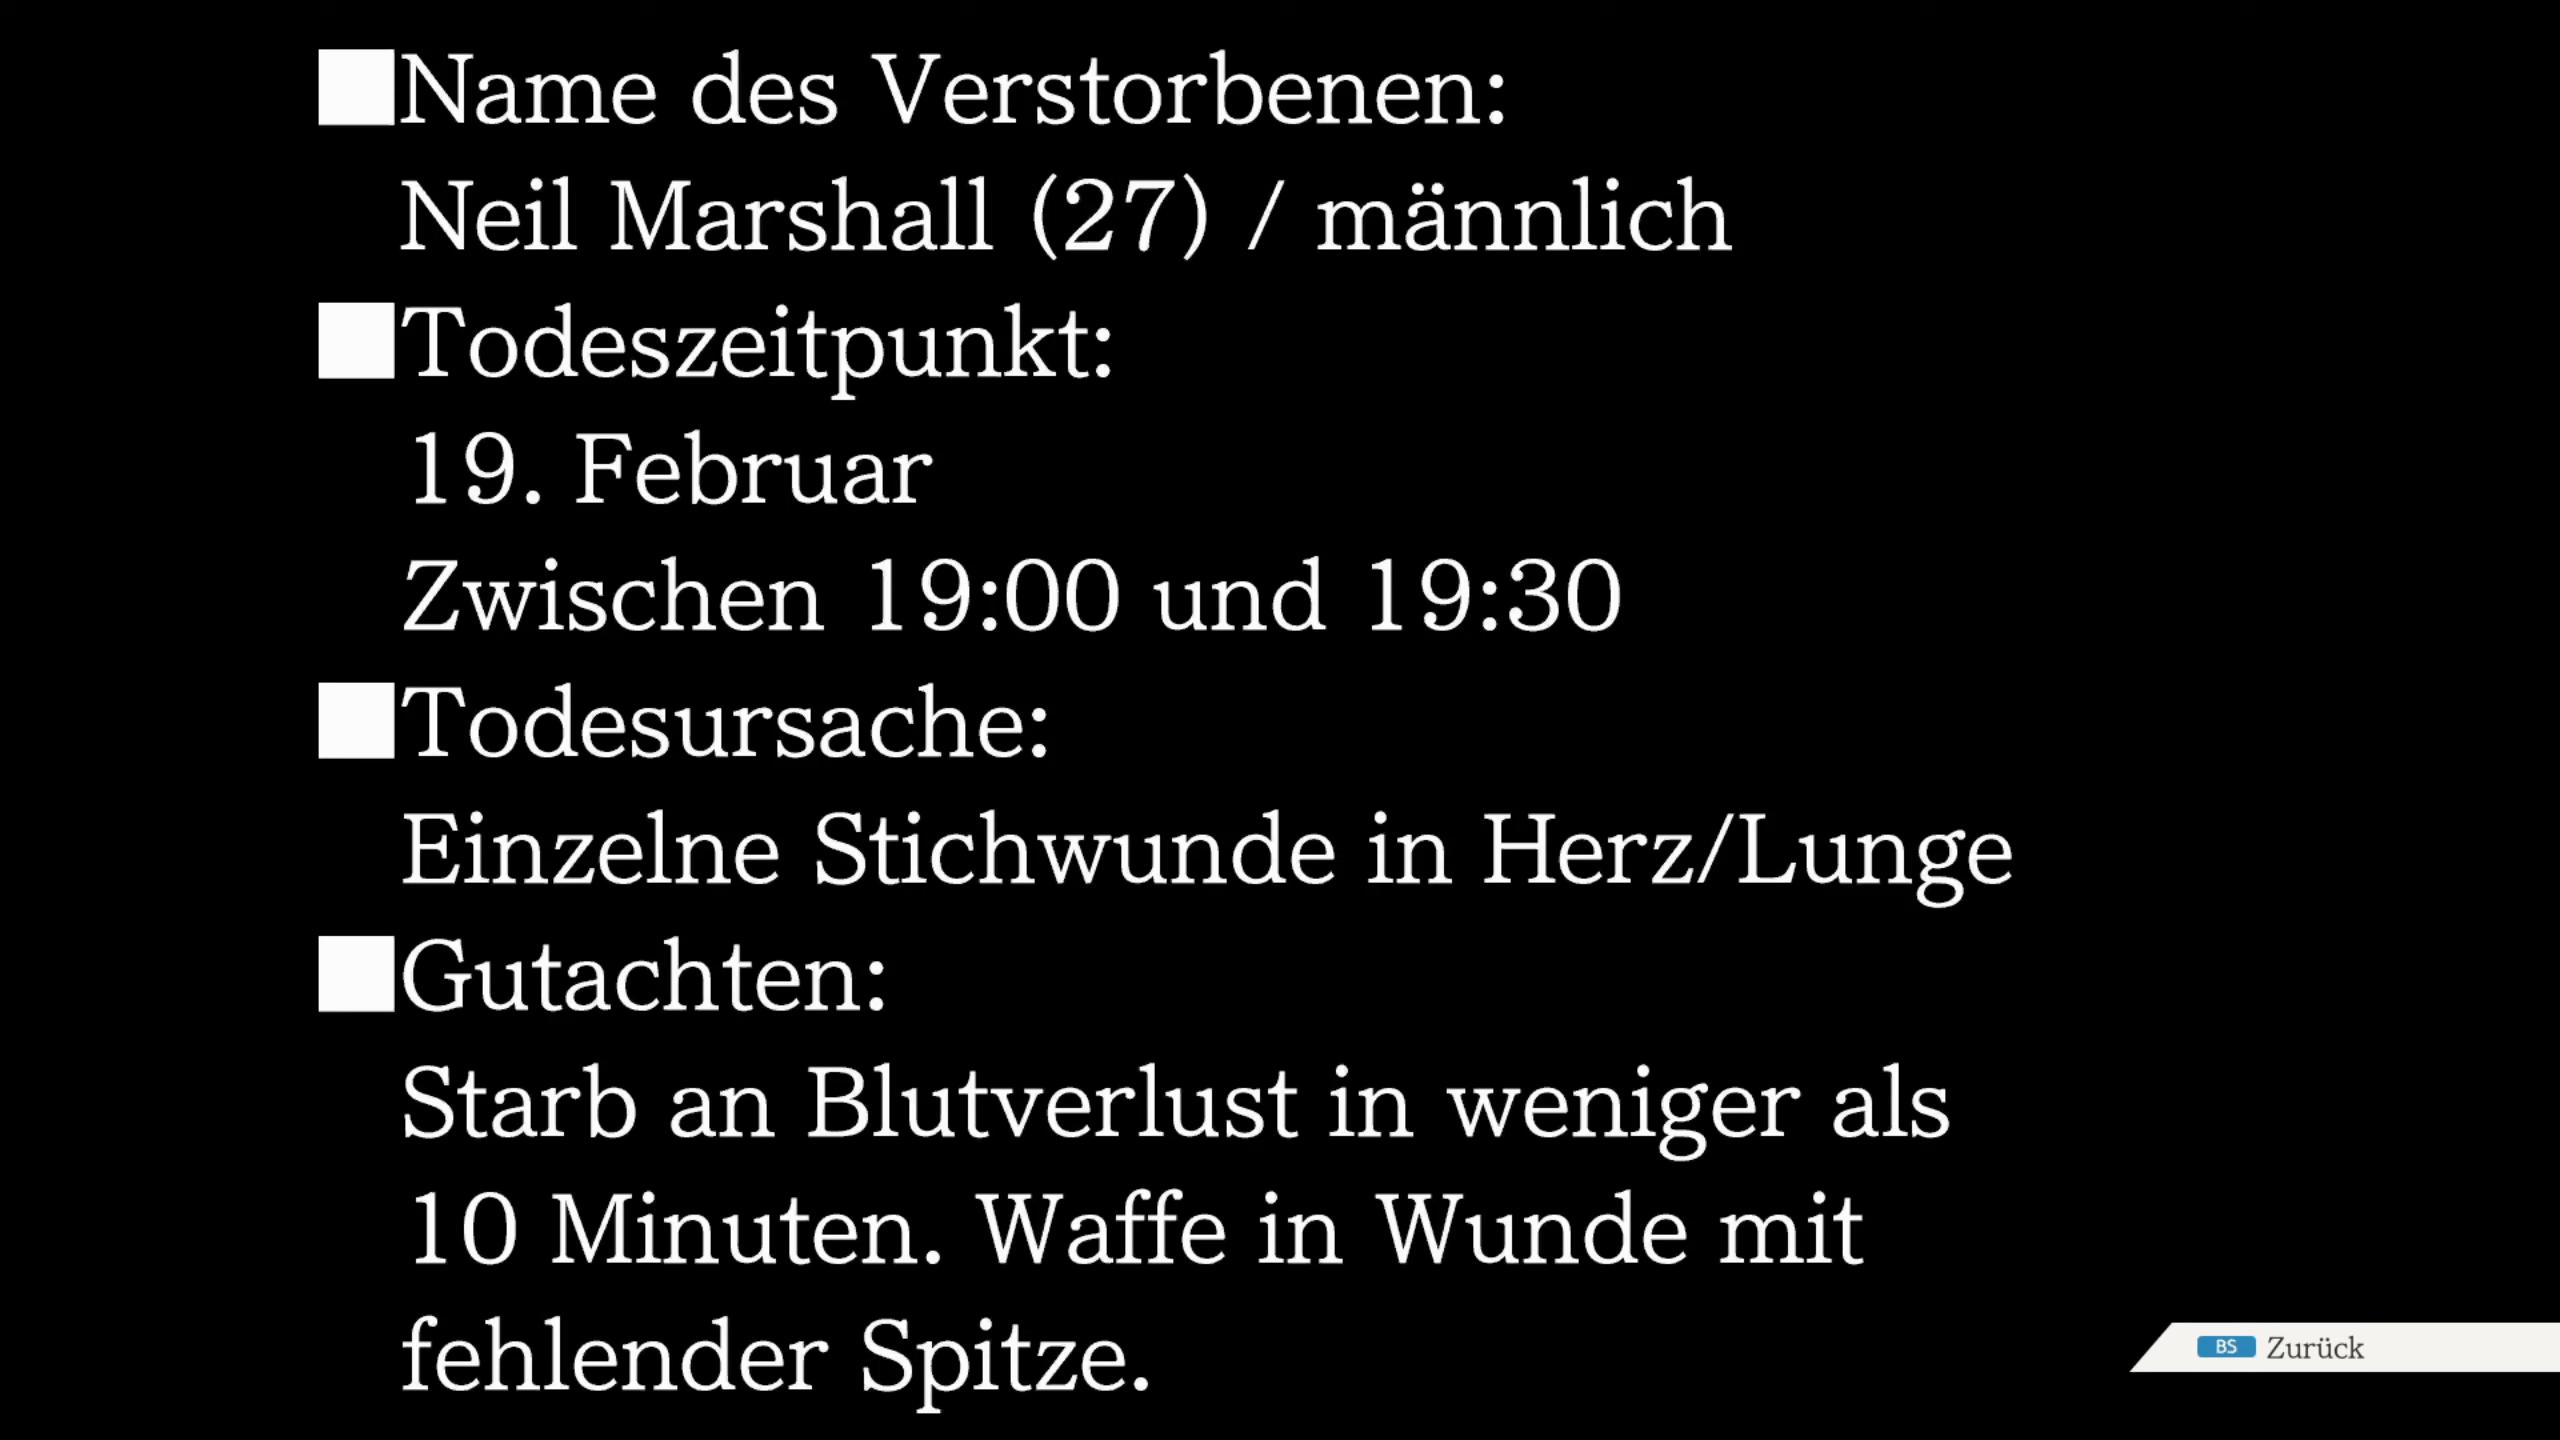 ■Name des Verstorbenen:
Neil Marshall (27) / männlich
■Todeszeitpunkt:
19. Februar
Zwischen 19:00 und 19:30
■Todesursache:
Einzelne Stichwunde in Herz/Lunge
■Gutachten:
Starb an Blutverlust in weniger als
10 Minuten. Waffe in Wunde mit
fehlender Spitze.
BS Zurück